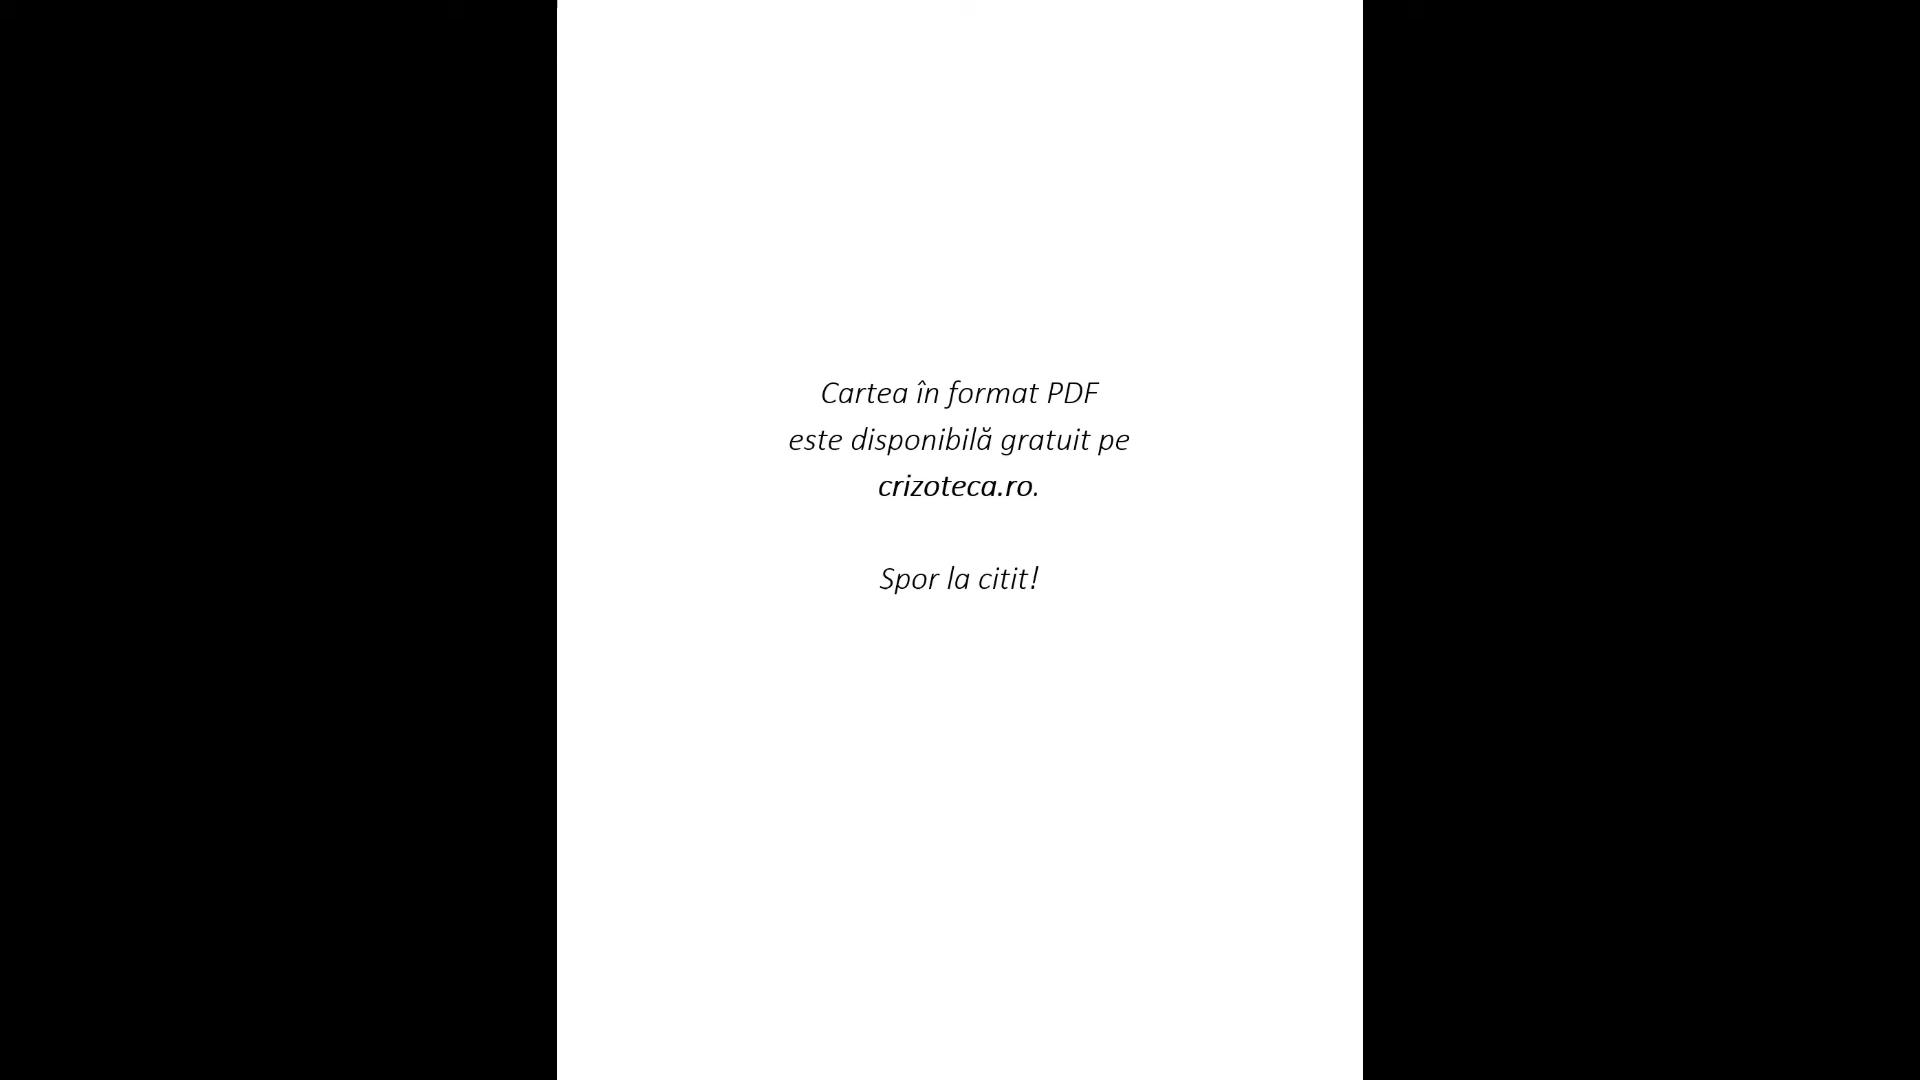 Cartea în format PDF
este disponibilă gratuit pe
crizoteca.ro.
Spor la citit!